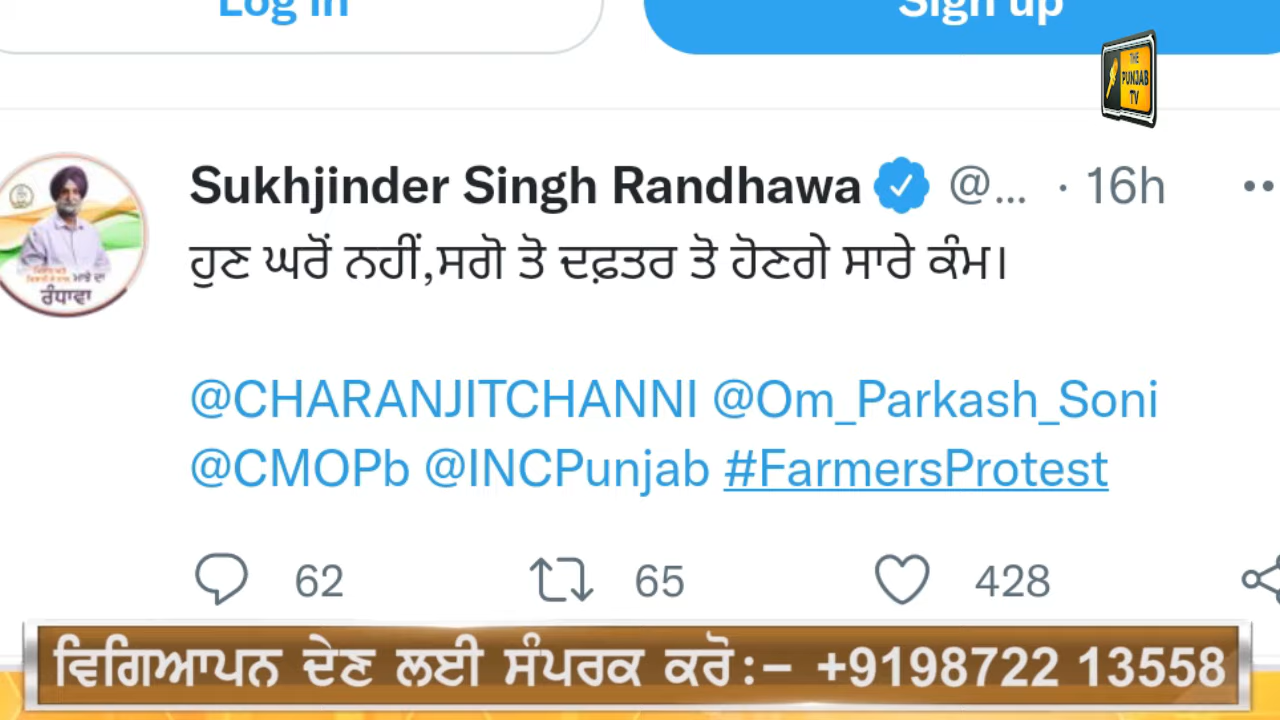 Log in
Sign up
THE
PUNJAB
TV
Sukhjinder Singh Randhawa @... · 16h
ਹੁਣ ਘਰੋਂ ਨਹੀਂ,ਸਗੋ ਤੋ ਦਫ਼ਤਰ ਤੋ ਹੋਣਗੇ ਸਾਰੇ ਕੰਮ।
ਮਾਝੇ ਦਾ
ਰੰਧਾਵਾ
@CHARANJITCHANNI @Om_Parkash_Soni
@CMOPb @INCPunjab #FarmersProtest
62 65 428
ਵਿਗਿਆਪਨ ਦੇਣ ਲਈ ਸੰਪਰਕ ਕਰੋ:– +9198722 13558